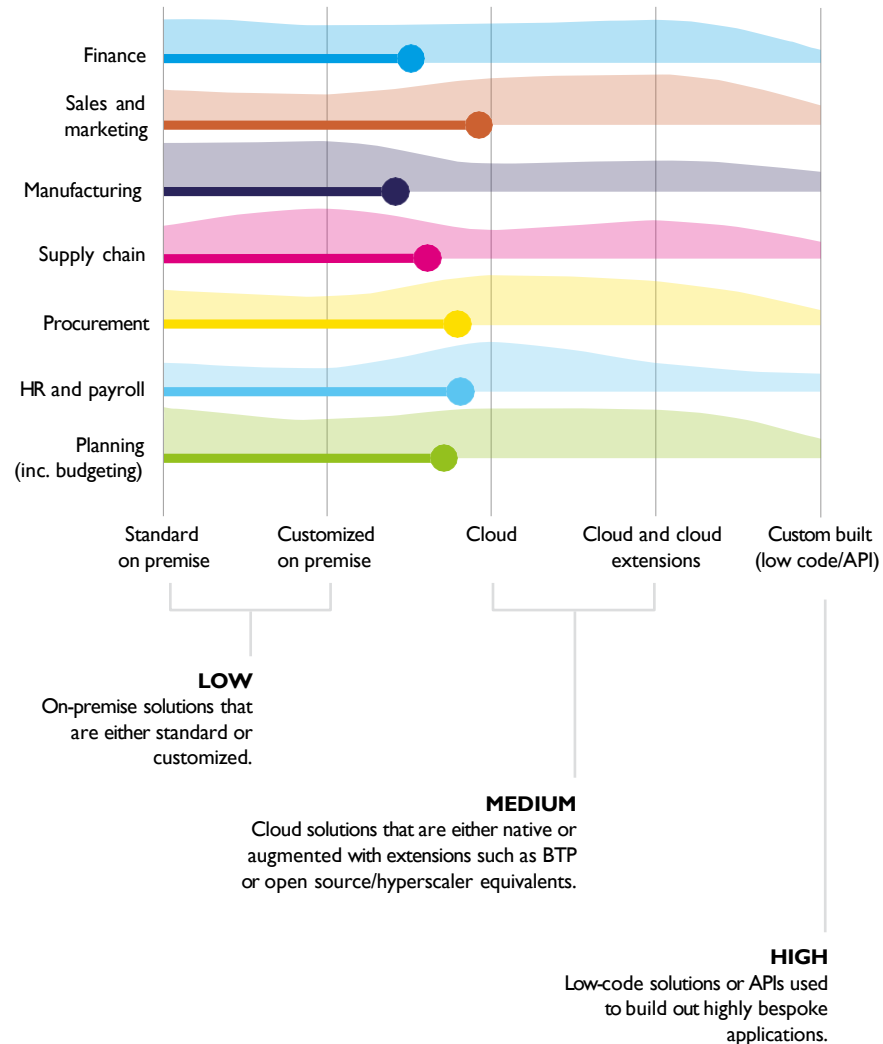 Finance
Sales and
marketing
Manufacturing
Supply chain
Procurement
HR and payroll
Planning
(inc. budgeting)
Standard
on premise
Customized
on premise
Cloud
Cloud and cloud
extensions
Custom built
(low code/API)
LOW
On-premise solutions that
are either standard or
customized.
MEDIUM
Cloud solutions that are either native or
augmented with extensions such as BTP
or open source/hyperscaler equivalents.
HIGH
Low-code solutions or APIs used
to build out highly bespoke
applications.